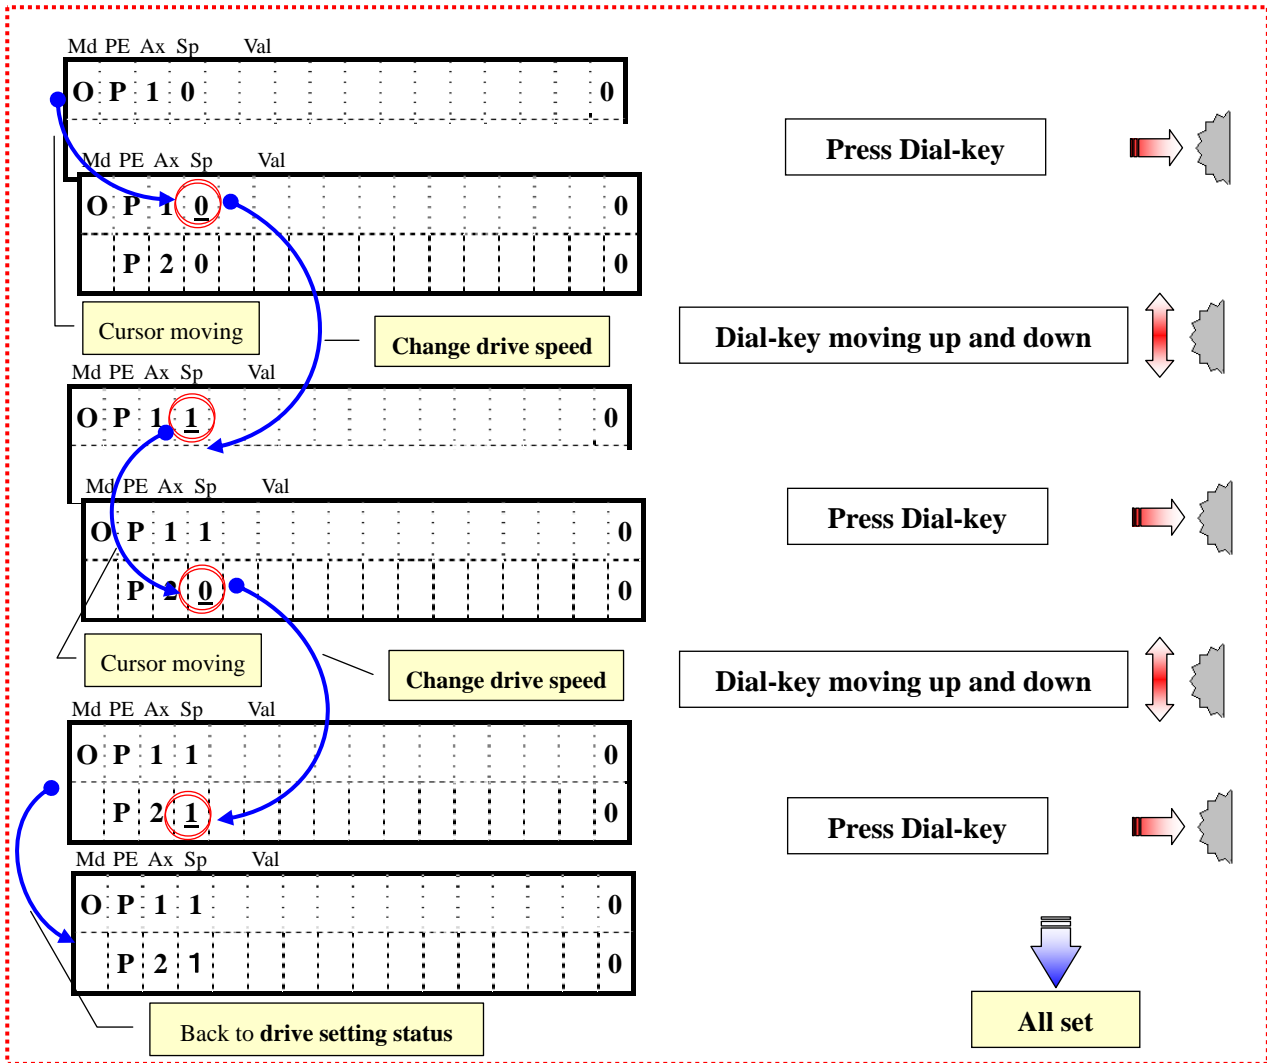 Md PE Ax Sp Val
O P 1 0 0
Press Dial-key
Md PE Ax Sp Val
O P 1 0 0
P 2 0 0
Cursor moving
Change drive speed
Dial-key moving up and down
Md PE Ax Sp Val
O P 1 1 0
Md PE Ax Sp Val
O P 1 1 0
Press Dial-key
P 2 0 0
Cursor moving
Change drive speed
Dial-key moving up and down
Md PE Ax Sp Val
O P 1 1 0
P 2 1 0
Press Dial-key
Md PE Ax Sp Val
O P 1 1 0
P 2 1 0
Back to drive setting status
All set